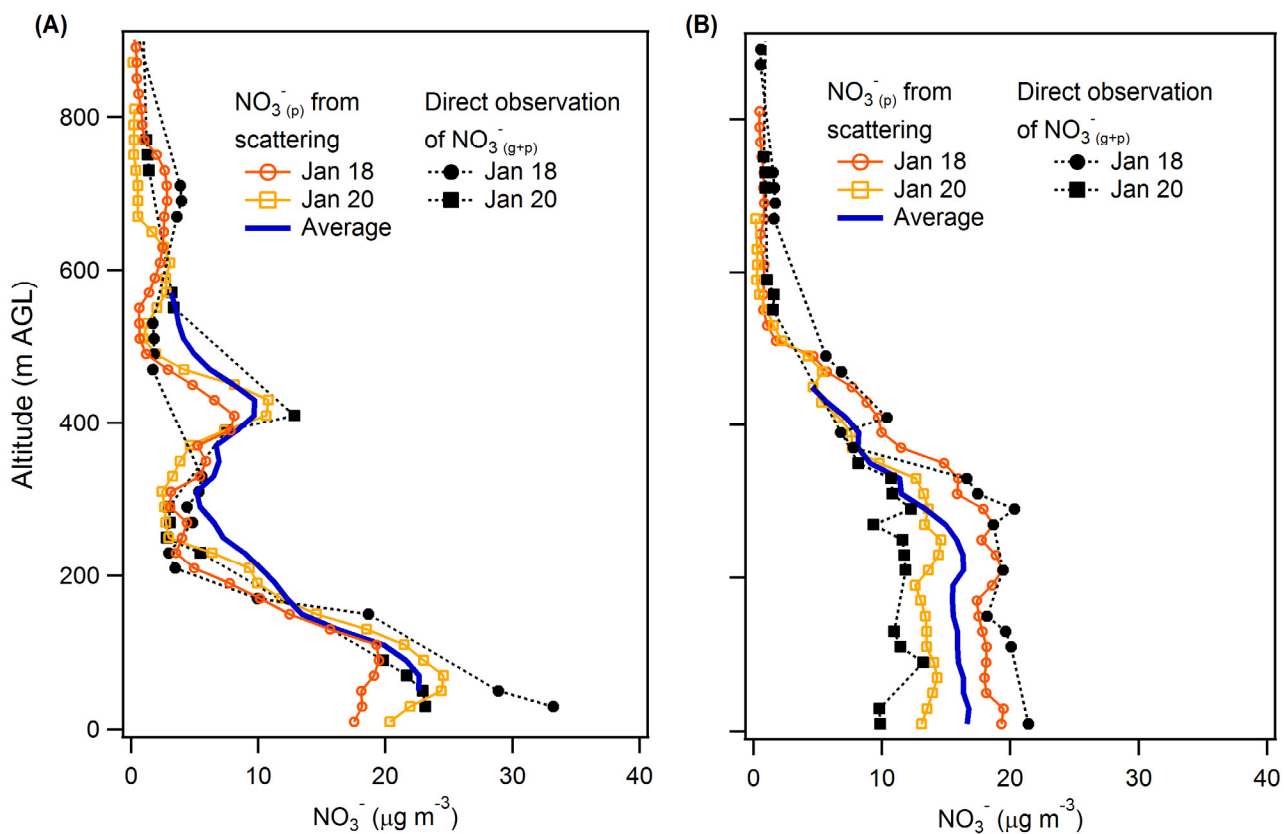 (A)
NO₃⁻(p) from
scattering
Jan 18
Jan 20
Average
Direct observation
of NO₃⁻(g+p)
Jan 18
Jan 20
Altitude (m AGL)
800
600
400
200
0
0 10 20 30 40
NO₃⁻ (µg m⁻³)
(B)
NO₃⁻(p) from
scattering
Jan 18
Jan 20
Average
Direct observation
of NO₃⁻(g+p)
Jan 18
Jan 20
0 10 20 30 40
NO₃⁻ (µg m⁻³)